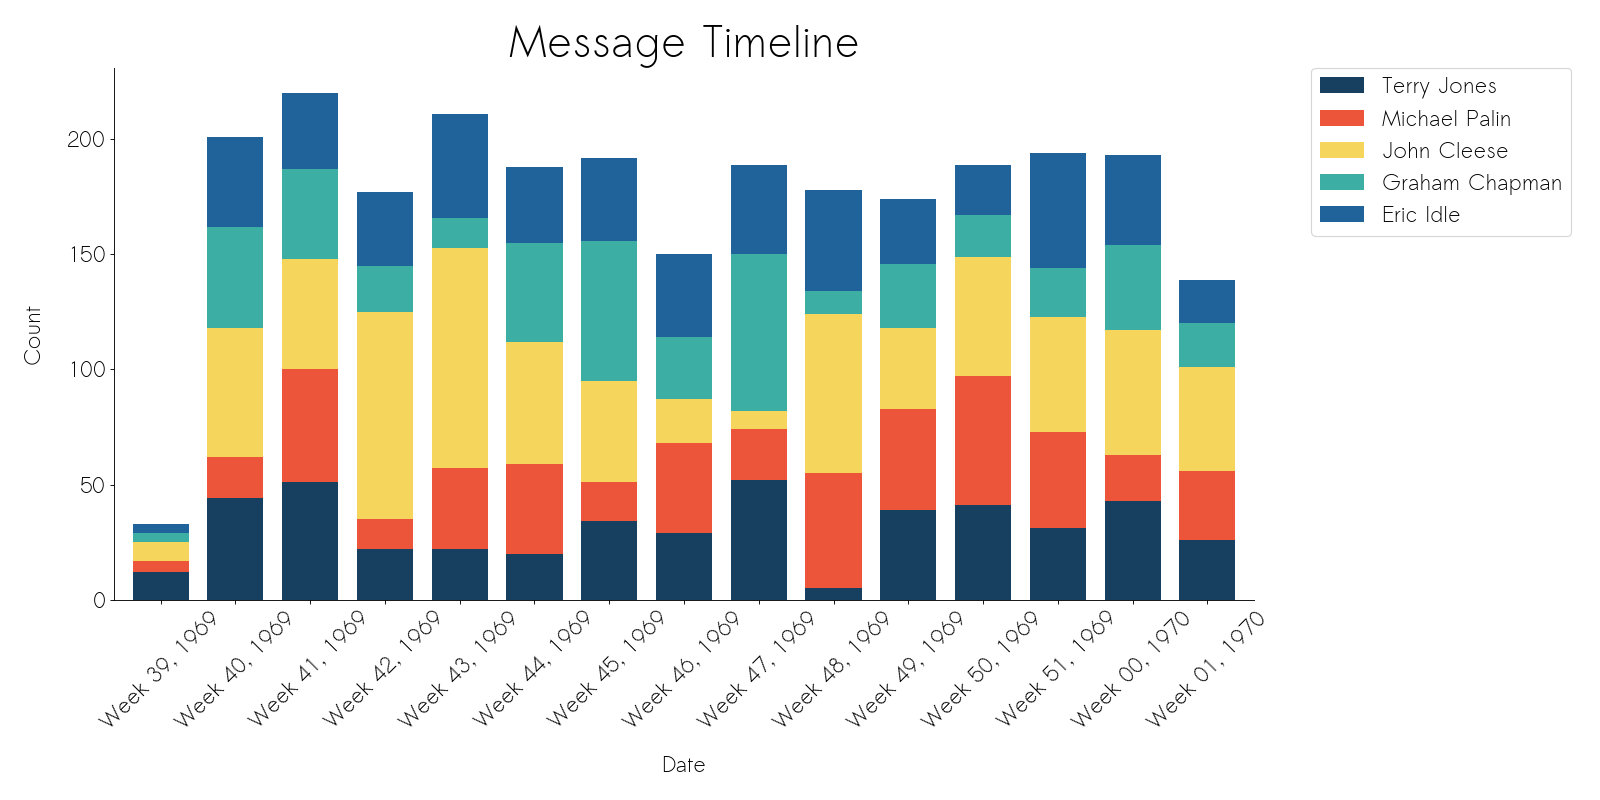 Message Timeline
Terry Jones
Michael Palin
John Cleese
Graham Chapman
Eric Idle
Count
200
150
100
50
0
Week 39, 1969
Week 40, 1969
Week 41, 1969
Week 42, 1969
Week 43, 1969
Week 44, 1969
Week 45, 1969
Week 46, 1969
Week 47, 1969
Week 48, 1969
Week 49, 1969
Week 50, 1969
Week 51, 1969
Week 00, 1970
Week 01, 1970
Date